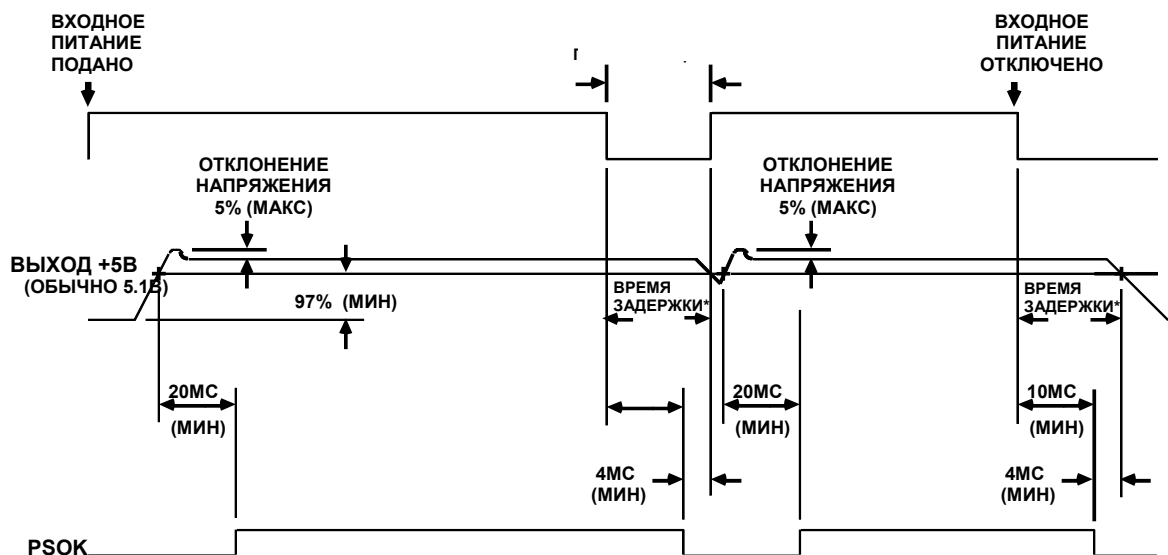 ВХОДНОЕ
ПИТАНИЕ
ПОДАНО
ВХОДНОЕ
ПИТАНИЕ
ОТКЛЮЧЕНО
ОТКЛОНЕНИЕ
НАПРЯЖЕНИЯ
5% (МАКС)
ОТКЛОНЕНИЕ
НАПРЯЖЕНИЯ
5% (МАКС)
ВЫХОД +5В
(ОБЫЧНО 5.1В)
97% (МИН)
ВРЕМЯ
ЗАДЕРЖКИ*
ВРЕМЯ
ЗАДЕРЖКИ*
20МС
(МИН)
20МС
(МИН)
10МС
(МИН)
4МС
(МИН)
4МС
(МИН)
PSOK